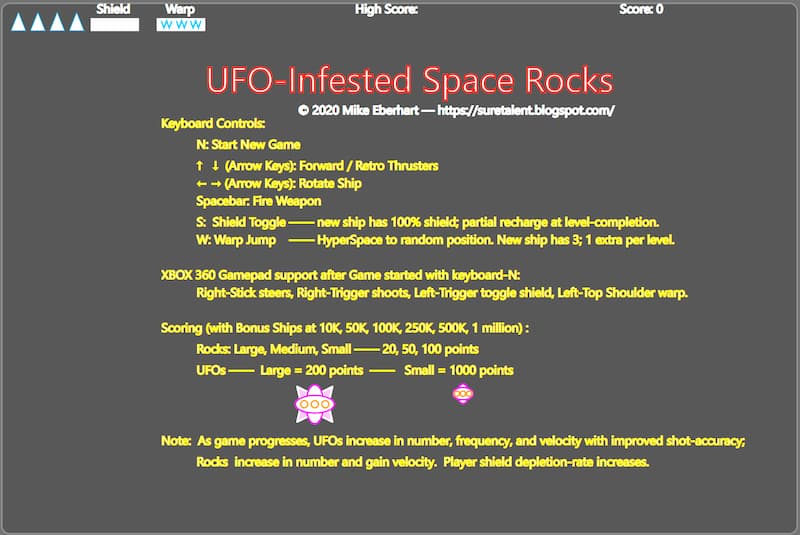 Shield Warp High Score: Score: 0
W W W
UFO-Infested Space Rocks
© 2020 Mike Eberhart — https://suretalent.blogspot.com/
Keyboard Controls:
N: Start New Game
↑ ↓ (Arrow Keys): Forward / Retro Thrusters
← → (Arrow Keys): Rotate Ship
Spacebar: Fire Weapon
S: Shield Toggle —— new ship has 100% shield; partial recharge at level-completion.
W: Warp Jump —— HyperSpace to random position. New ship has 3; 1 extra per level.
XBOX 360 Gamepad support after Game started with keyboard-N:
Right-Stick steers, Right-Trigger shoots, Left-Trigger toggle shield, Left-Top Shoulder warp.
Scoring (with Bonus Ships at 10K, 50K, 100K, 250K, 500K, 1 million) :
Rocks: Large, Medium, Small —— 20, 50, 100 points
UFOs —— Large = 200 points —— Small = 1000 points
Note: As game progresses, UFOs increase in number, frequency, and velocity with improved shot-accuracy;
Rocks increase in number and gain velocity. Player shield depletion-rate increases.